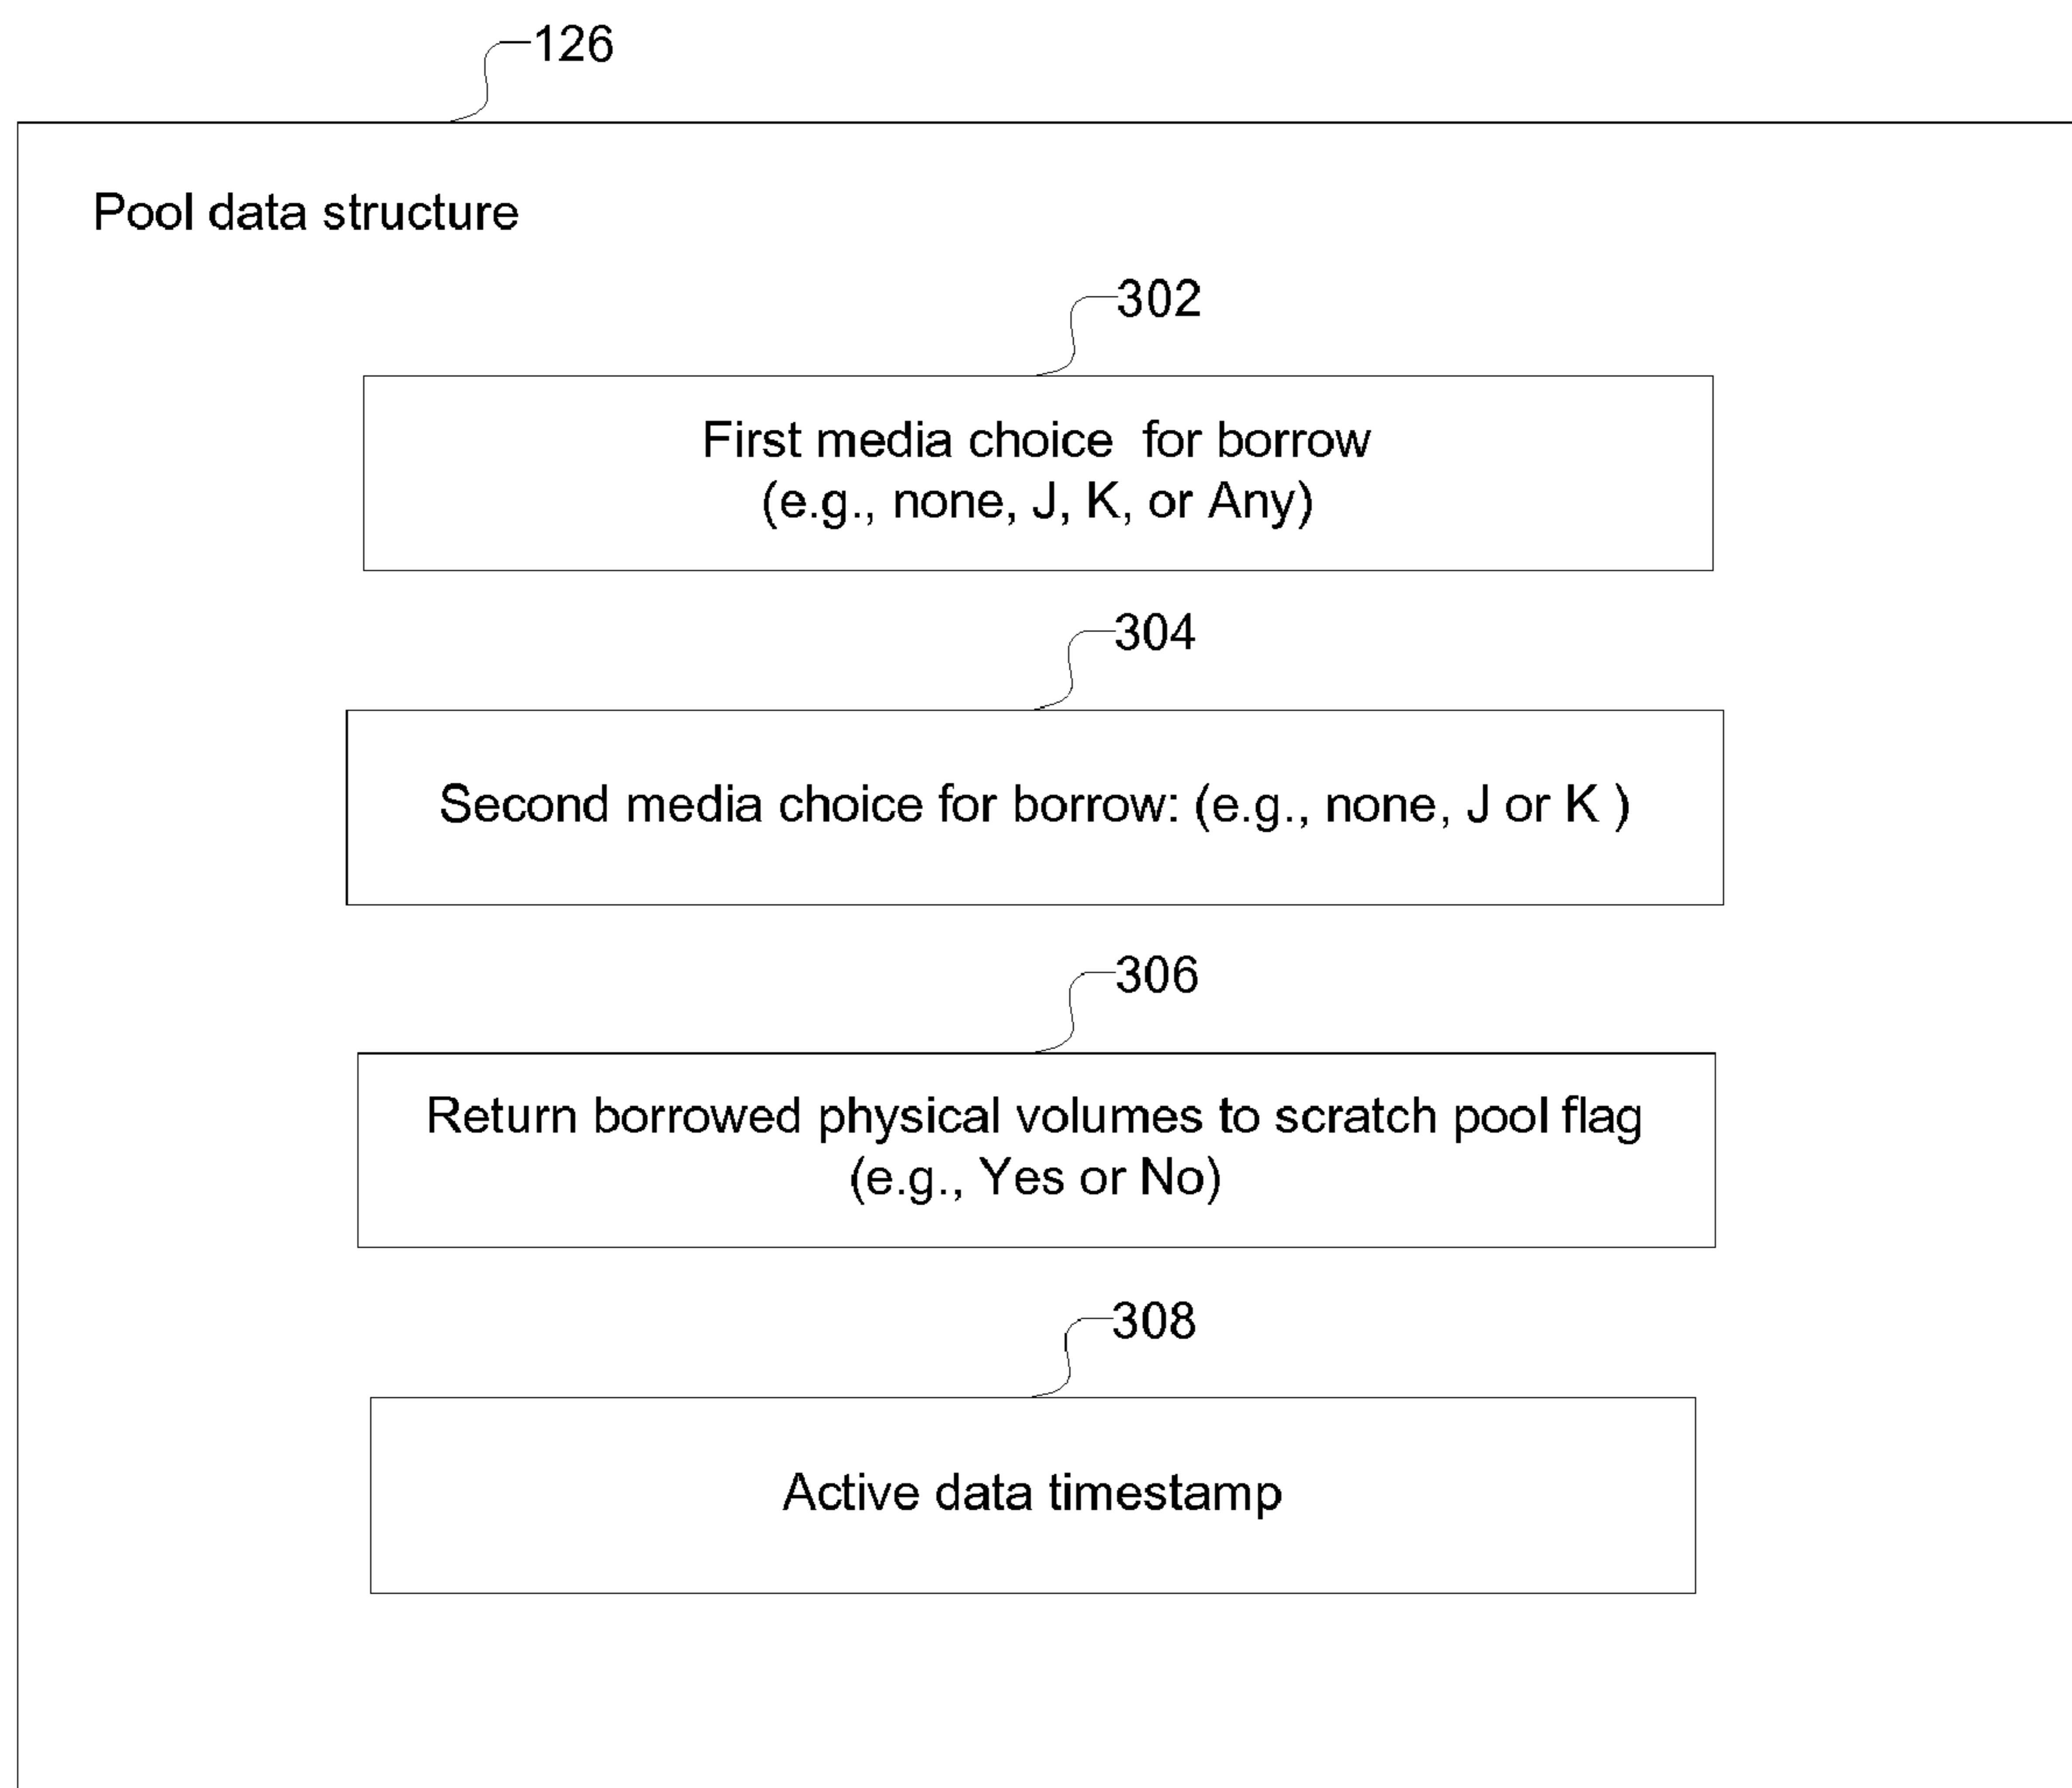 126
Pool data structure
302
First media choice for borrow
(e.g., none, J, K, or Any)
304
Second media choice for borrow: (e.g., none, J or K )
306
Return borrowed physical volumes to scratch pool flag
(e.g., Yes or No)
308
Active data timestamp